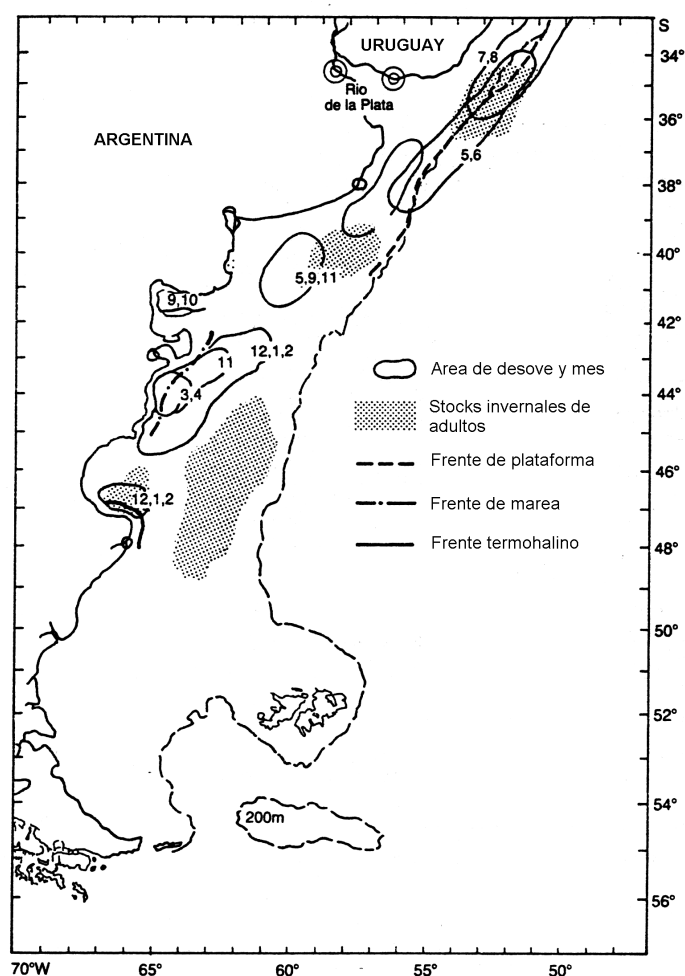 S
URUGUAY
7,8
34°
Rio
de la Plata
36°
ARGENTINA
5,6
38°
40°
5,9,11
9,10
42°
12,1,2
11
Area de desove y mes
3,4
44°
Stocks invernales de
adultos
Frente de plataforma
46°
12,1,2
Frente de marea
Frente termohalino
48°
50°
52°
200m
54°
56°
70°W
65°
60°
55°
50°